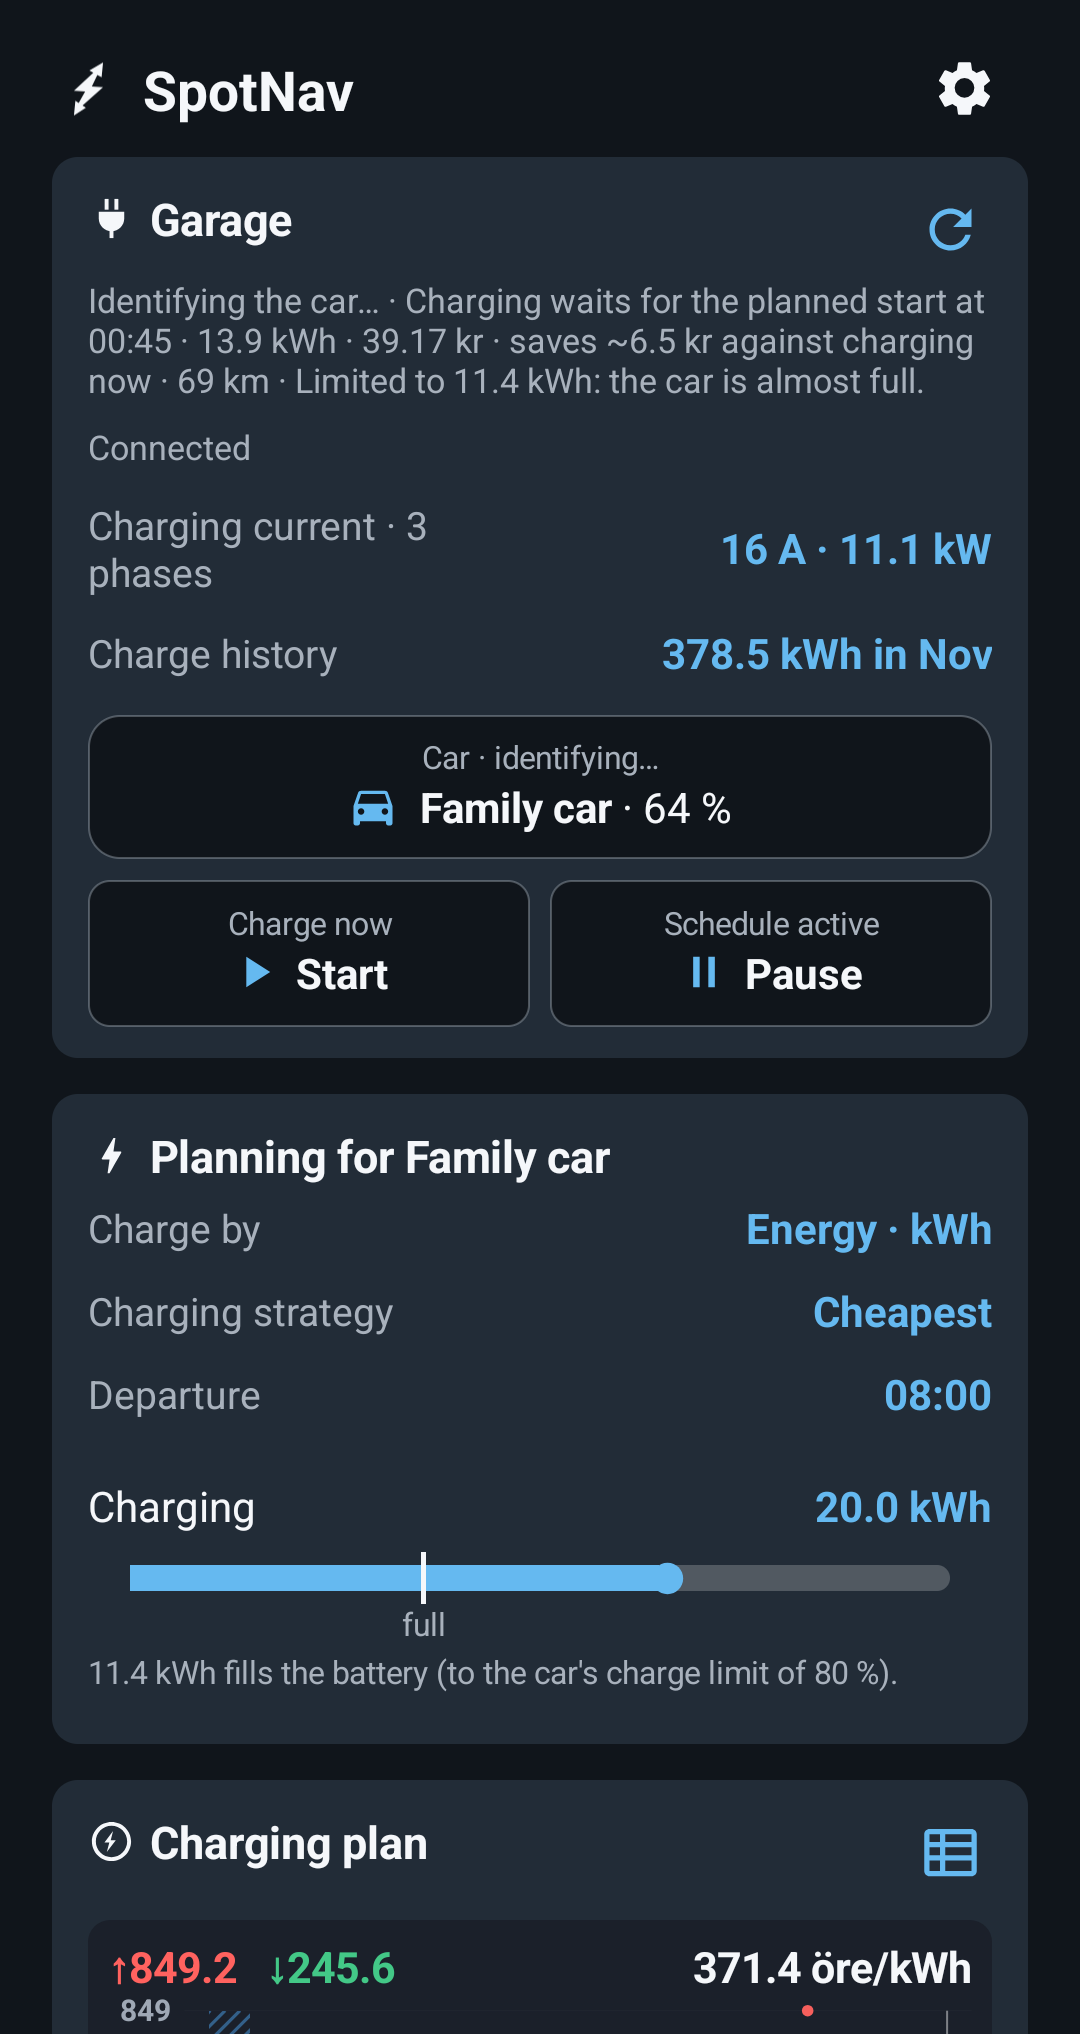 SpotNav
Garage
Identifying the car… · Charging waits for the planned start at
00:45 · 13.9 kWh · 39.17 kr · saves ~6.5 kr against charging
now · 69 km · Limited to 11.4 kWh: the car is almost full.
Connected
Charging current · 3
phases
16 A · 11.1 kW
Charge history
378.5 kWh in Nov
Car · identifying…
Family car · 64 %
Charge now
Start
Schedule active
Pause
Planning for Family car
Charge by
Energy · kWh
Charging strategy
Cheapest
Departure
08:00
Charging
20.0 kWh
full
11.4 kWh fills the battery (to the car's charge limit of 80 %).
Charging plan
↑849.2 ↓245.6
371.4 öre/kWh
849